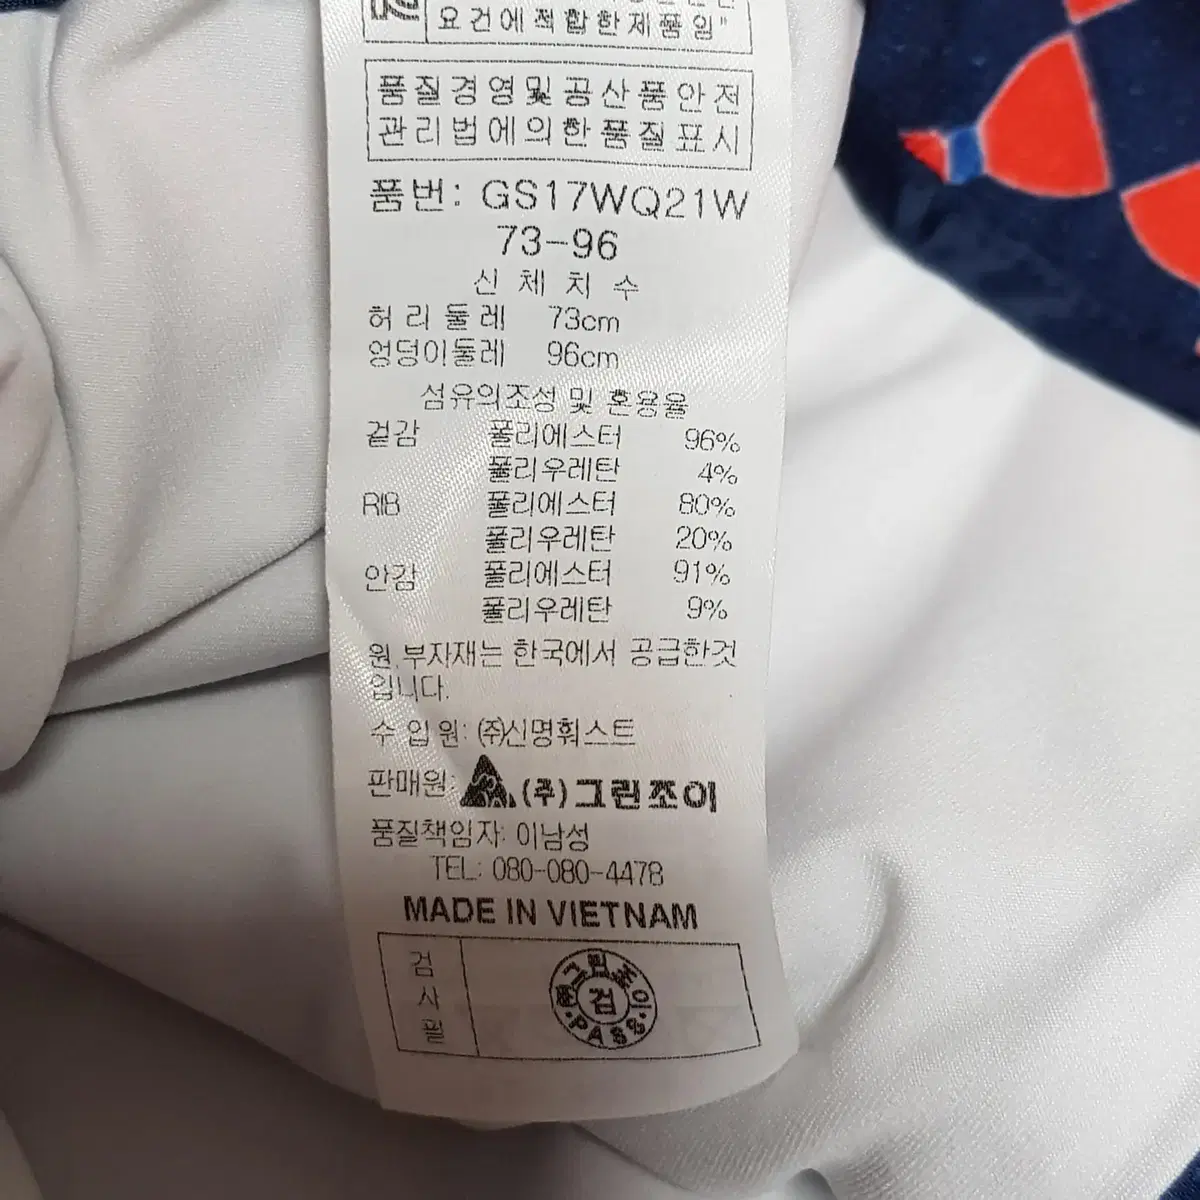 요건에적합한제품임"
품질경영및공산품안전
관리법에의한품질표시
품번: GS17WQ21W
73-96
신 체 치 수
허 리 둘 레 73cm
엉덩이둘레 96cm
섬유의조성 및 혼용율
겉감 폴리에스터 96%
폴리우레탄 4%
RIB 폴리에스터 80%
폴리우레탄 20%
안감 폴리에스터 91%
폴리우레탄 9%
원,부자재는 한국에서 공급한것
입니다.
수 입 원: (주)신명훠스트
판매원: (주)그린조이
품질책임자: 이남성
TEL: 080-080-4478
MADE IN VIETNAM
검사필
㈜그린조이
검
PASS